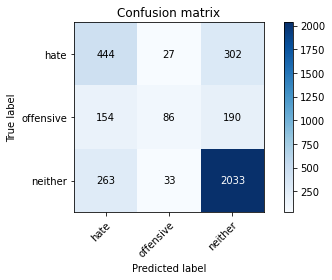 Confusion matrix
hate 444 27 302
offensive 154 86 190
neither 263 33 2033
hate offensive neither
True label
Predicted label
2000
1750
1500
1250
1000
750
500
250